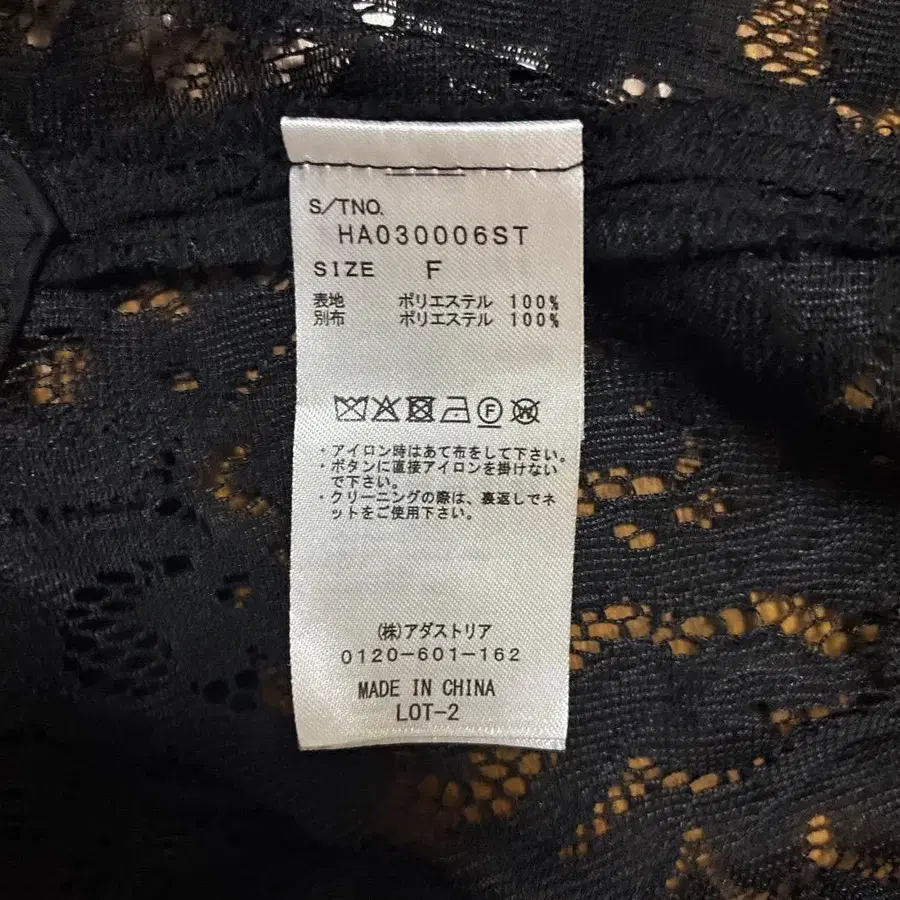 S/TNO.
HA030006ST
SIZE F
表地 ポリエステル 100%
別布 ポリエステル 100%
F W
・アイロン時はあて布をして下さい。
・ボタンに直接アイロンを掛けない
で下さい。
・クリーニングの際は、裏返しでネ
ットをご使用下さい。
(株)アダストリア
0120-601-162
MADE IN CHINA
LOT-2